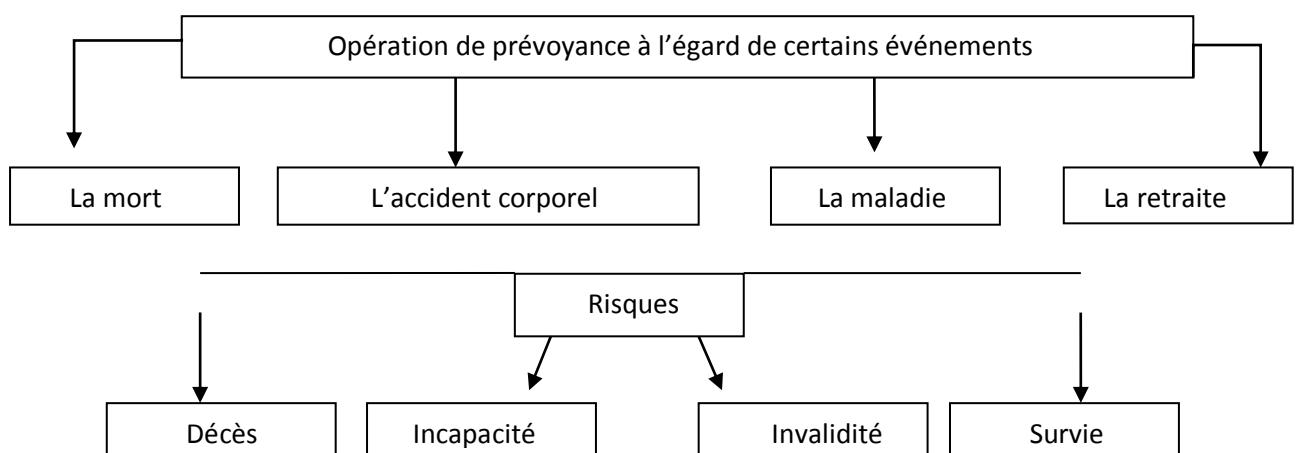 Opération de prévoyance à l’égard de certains événements
La mort
L’accident corporel
La maladie
La retraite
Risques
Décès
Incapacité
Invalidité
Survie